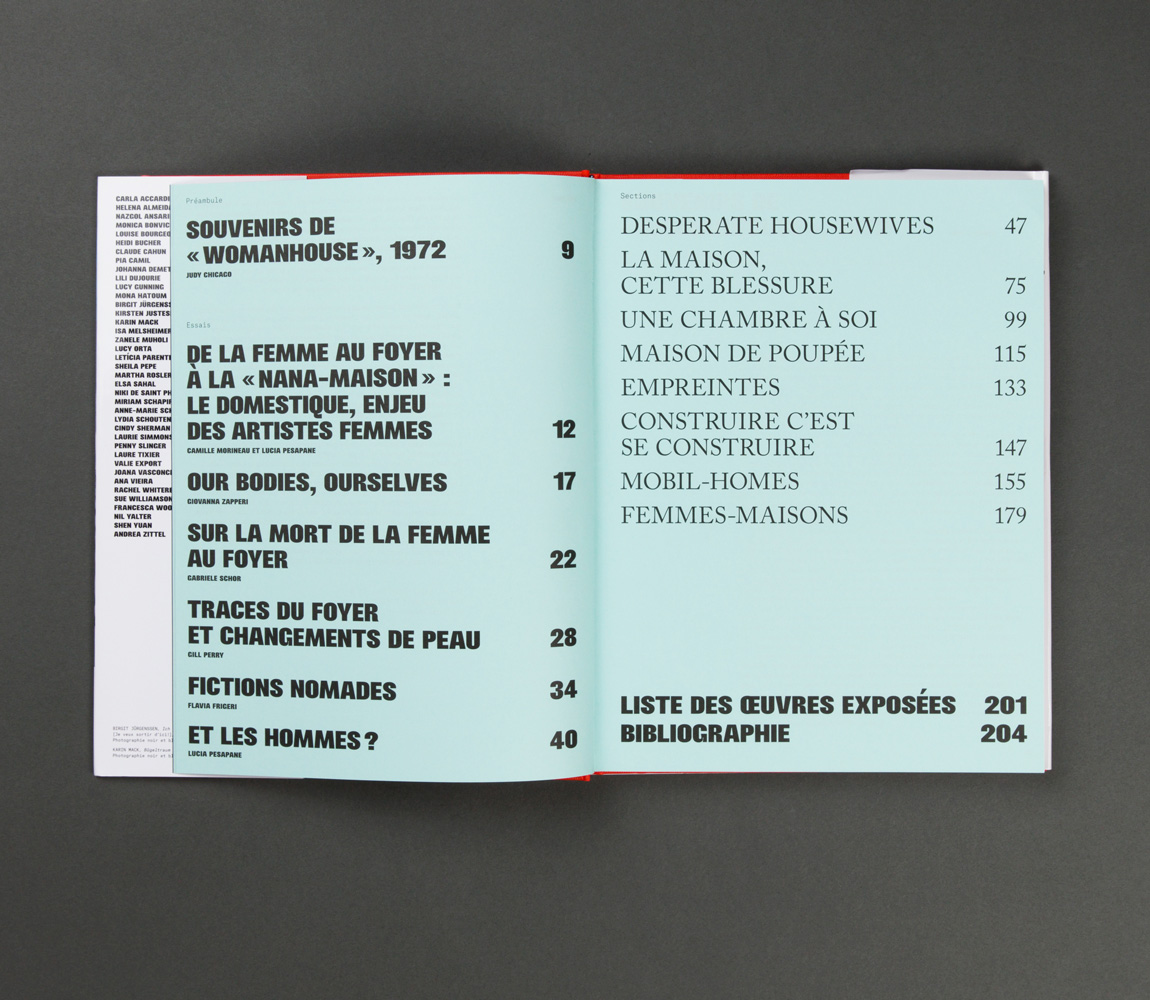 CARLA ACCARDI
HELENA ALMEIDA
NAZGOL ANSARI
MONICA BONVIC
LOUISE BOURGEO
HEIDI BUCHER
CLAUDE CAHUN
PIA CAMIL
JOHANNA DEMET
LILI DUJOURIE
LUCY GUNNING
MONA HATOUM
BIRGIT JÜRGENSS
KIRSTEN JUSTES
KARIN MACK
ISA MELSHEIMER
ZANELE MUHOLI
LUCY ORTA
LETÍCIA PARENTE
SHEILA PEPE
MARTHA ROSLER
ELSA SAHAL
NIKI DE SAINT PH
MIRIAM SCHAPIR
ANNE-MARIE SCH
LYDIA SCHOUTEN
CINDY SHERMAN
LAURIE SIMMONS
PENNY SLINGER
LAURE TIXIER
VALIE EXPORT
JOANA VASCONC
ANA VIEIRA
RACHEL WHITER
SUE WILLIAMSON
FRANCESCA WOO
NIL YALTER
SHEN YUAN
ANDREA ZITTEL
Préambule
SOUVENIRS DE
« WOMANHOUSE », 1972 9
JUDY CHICAGO
Essais
DE LA FEMME AU FOYER
À LA « NANA-MAISON » :
LE DOMESTIQUE, ENJEU
DES ARTISTES FEMMES 12
CAMILLE MORINEAU ET LUCIA PESAPANE
OUR BODIES, OURSELVES 17
GIOVANNA ZAPPERI
SUR LA MORT DE LA FEMME
AU FOYER 22
GABRIELE SCHOR
TRACES DU FOYER
ET CHANGEMENTS DE PEAU 28
GILL PERRY
FICTIONS NOMADES 34
FLAVIA FRIGERI
ET LES HOMMES ? 40
LUCIA PESAPANE
Sections
DESPERATE HOUSEWIVES 47
LA MAISON,
CETTE BLESSURE 75
UNE CHAMBRE À SOI 99
MAISON DE POUPÉE 115
EMPREINTES 133
CONSTRUIRE C'EST
SE CONSTRUIRE 147
MOBIL-HOMES 155
FEMMES-MAISONS 179
LISTE DES ŒUVRES EXPOSÉES 201
BIBLIOGRAPHIE 204